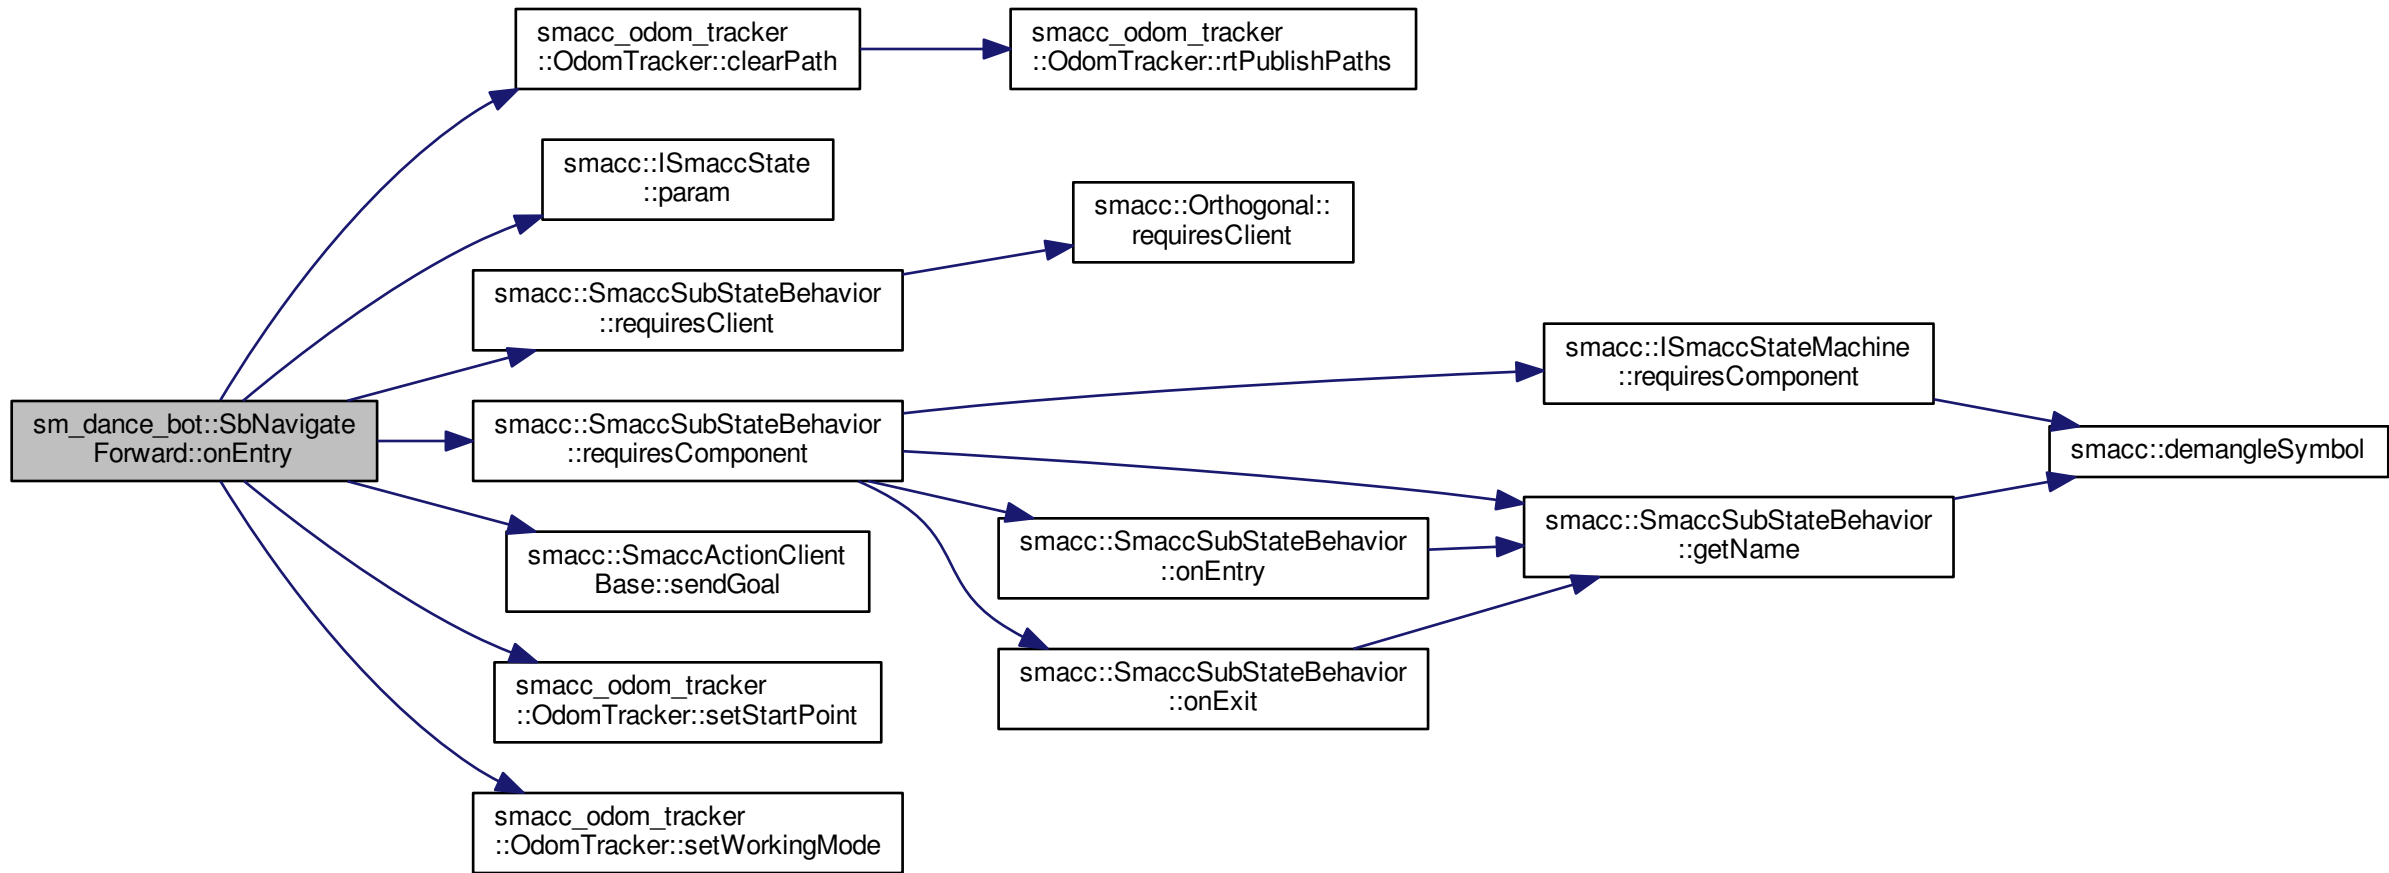 smacc_odom_tracker
::OdomTracker::clearPath
smacc_odom_tracker
::OdomTracker::rtPublishPaths
smacc::ISmaccState
::param
smacc::Orthogonal::
requiresClient
smacc::SmaccSubStateBehavior
::requiresClient
smacc::ISmaccStateMachine
::requiresComponent
sm_dance_bot::SbNavigate
Forward::onEntry
smacc::SmaccSubStateBehavior
::requiresComponent
smacc::demangleSymbol
smacc::SmaccSubStateBehavior
::getName
smacc::SmaccActionClient
Base::sendGoal
smacc::SmaccSubStateBehavior
::onEntry
smacc_odom_tracker
::OdomTracker::setStartPoint
smacc::SmaccSubStateBehavior
::onExit
smacc_odom_tracker
::OdomTracker::setWorkingMode